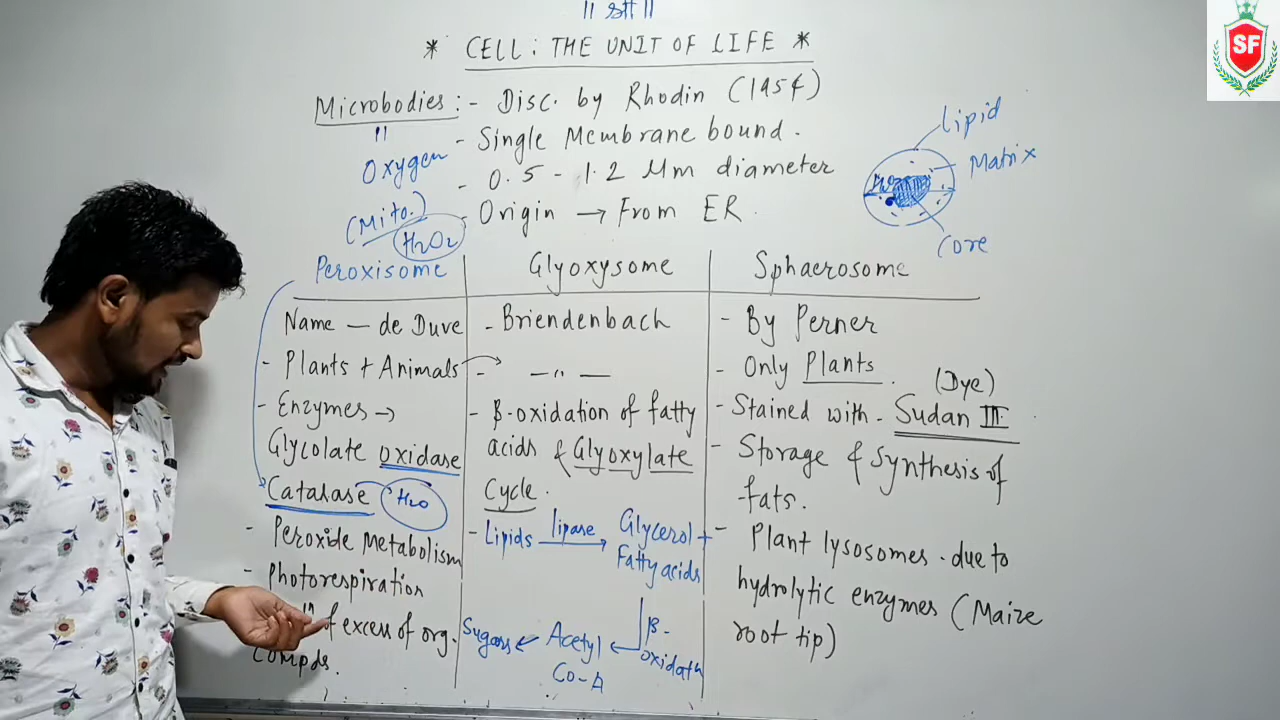 || श्री ||
* CELL : THE UNIT OF LIFE *
SF
Microbodies :- Disc. by Rhodin (1954)
" - Single Membrane bound.
Oxygen
- 0.5 - 1.2 Mm diameter
(Mito.)
- Origin → From ER.
H2O2
Lipid
Matrix
H2O2
Core
Peroxisome
Name — de Duve
- Plants + Animals
- Enzymes →
Glycolate oxidase
Catalase H2O
- Peroxide Metabolism
- Photorespiration
of excess of org.
Compds.
Glyoxysome
- Briendenbach
- —"—
- β-oxidation of fatty
acids & Glyoxylate
Cycle.
- Lipids lipase → Glycerol +
Fatty acids
β-
oxidatn
Acetyl
Co-A
Sugars
Sphaerosome
- By Perner
- Only Plants.
(Dye)
- Stained with - Sudan III
- Storage & Synthesis of
fats.
- Plant lysosomes - due to
hydrolytic enzymes (Maize
root tip)